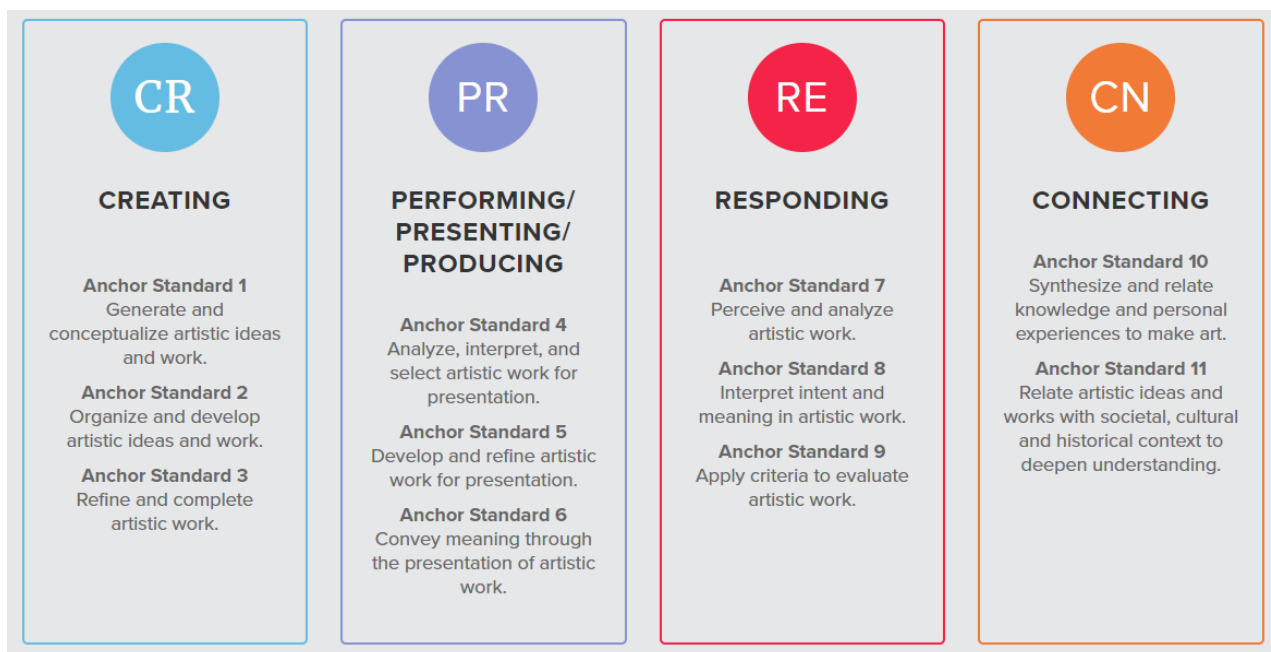 CR
CREATING
Anchor Standard 1
Generate and
conceptualize artistic ideas
and work.
Anchor Standard 2
Organize and develop
artistic ideas and work.
Anchor Standard 3
Refine and complete
artistic work.
PR
PERFORMING/
PRESENTING/
PRODUCING
Anchor Standard 4
Analyze, interpret, and
select artistic work for
presentation.
Anchor Standard 5
Develop and refine artistic
work for presentation.
Anchor Standard 6
Convey meaning through
the presentation of artistic
work.
RE
RESPONDING
Anchor Standard 7
Perceive and analyze
artistic work.
Anchor Standard 8
Interpret intent and
meaning in artistic work.
Anchor Standard 9
Apply criteria to evaluate
artistic work.
CN
CONNECTING
Anchor Standard 10
Synthesize and relate
knowledge and personal
experiences to make art.
Anchor Standard 11
Relate artistic ideas and
works with societal, cultural
and historical context to
deepen understanding.